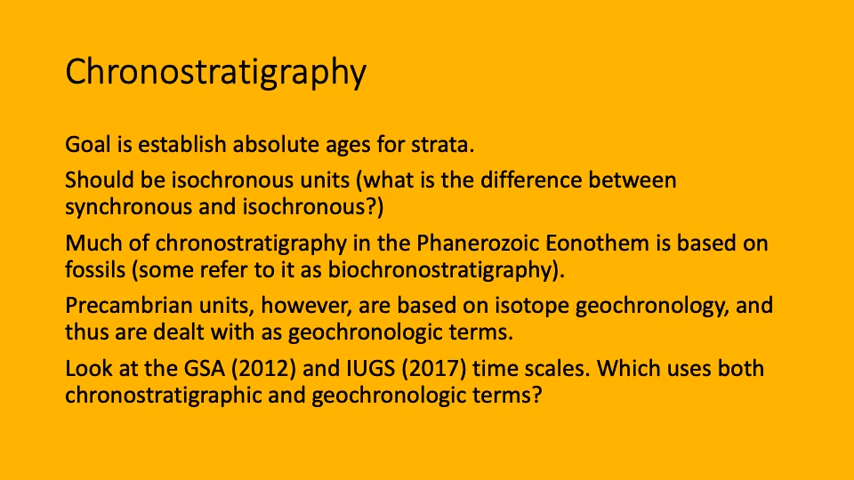 Chronostratigraphy
Goal is establish absolute ages for strata.
Should be isochronous units (what is the difference between
synchronous and isochronous?)
Much of chronostratigraphy in the Phanerozoic Eonothem is based on
fossils (some refer to it as biochronostratigraphy).
Precambrian units, however, are based on isotope geochronology, and
thus are dealt with as geochronologic terms.
Look at the GSA (2012) and IUGS (2017) time scales. Which uses both
chronostratigraphic and geochronologic terms?